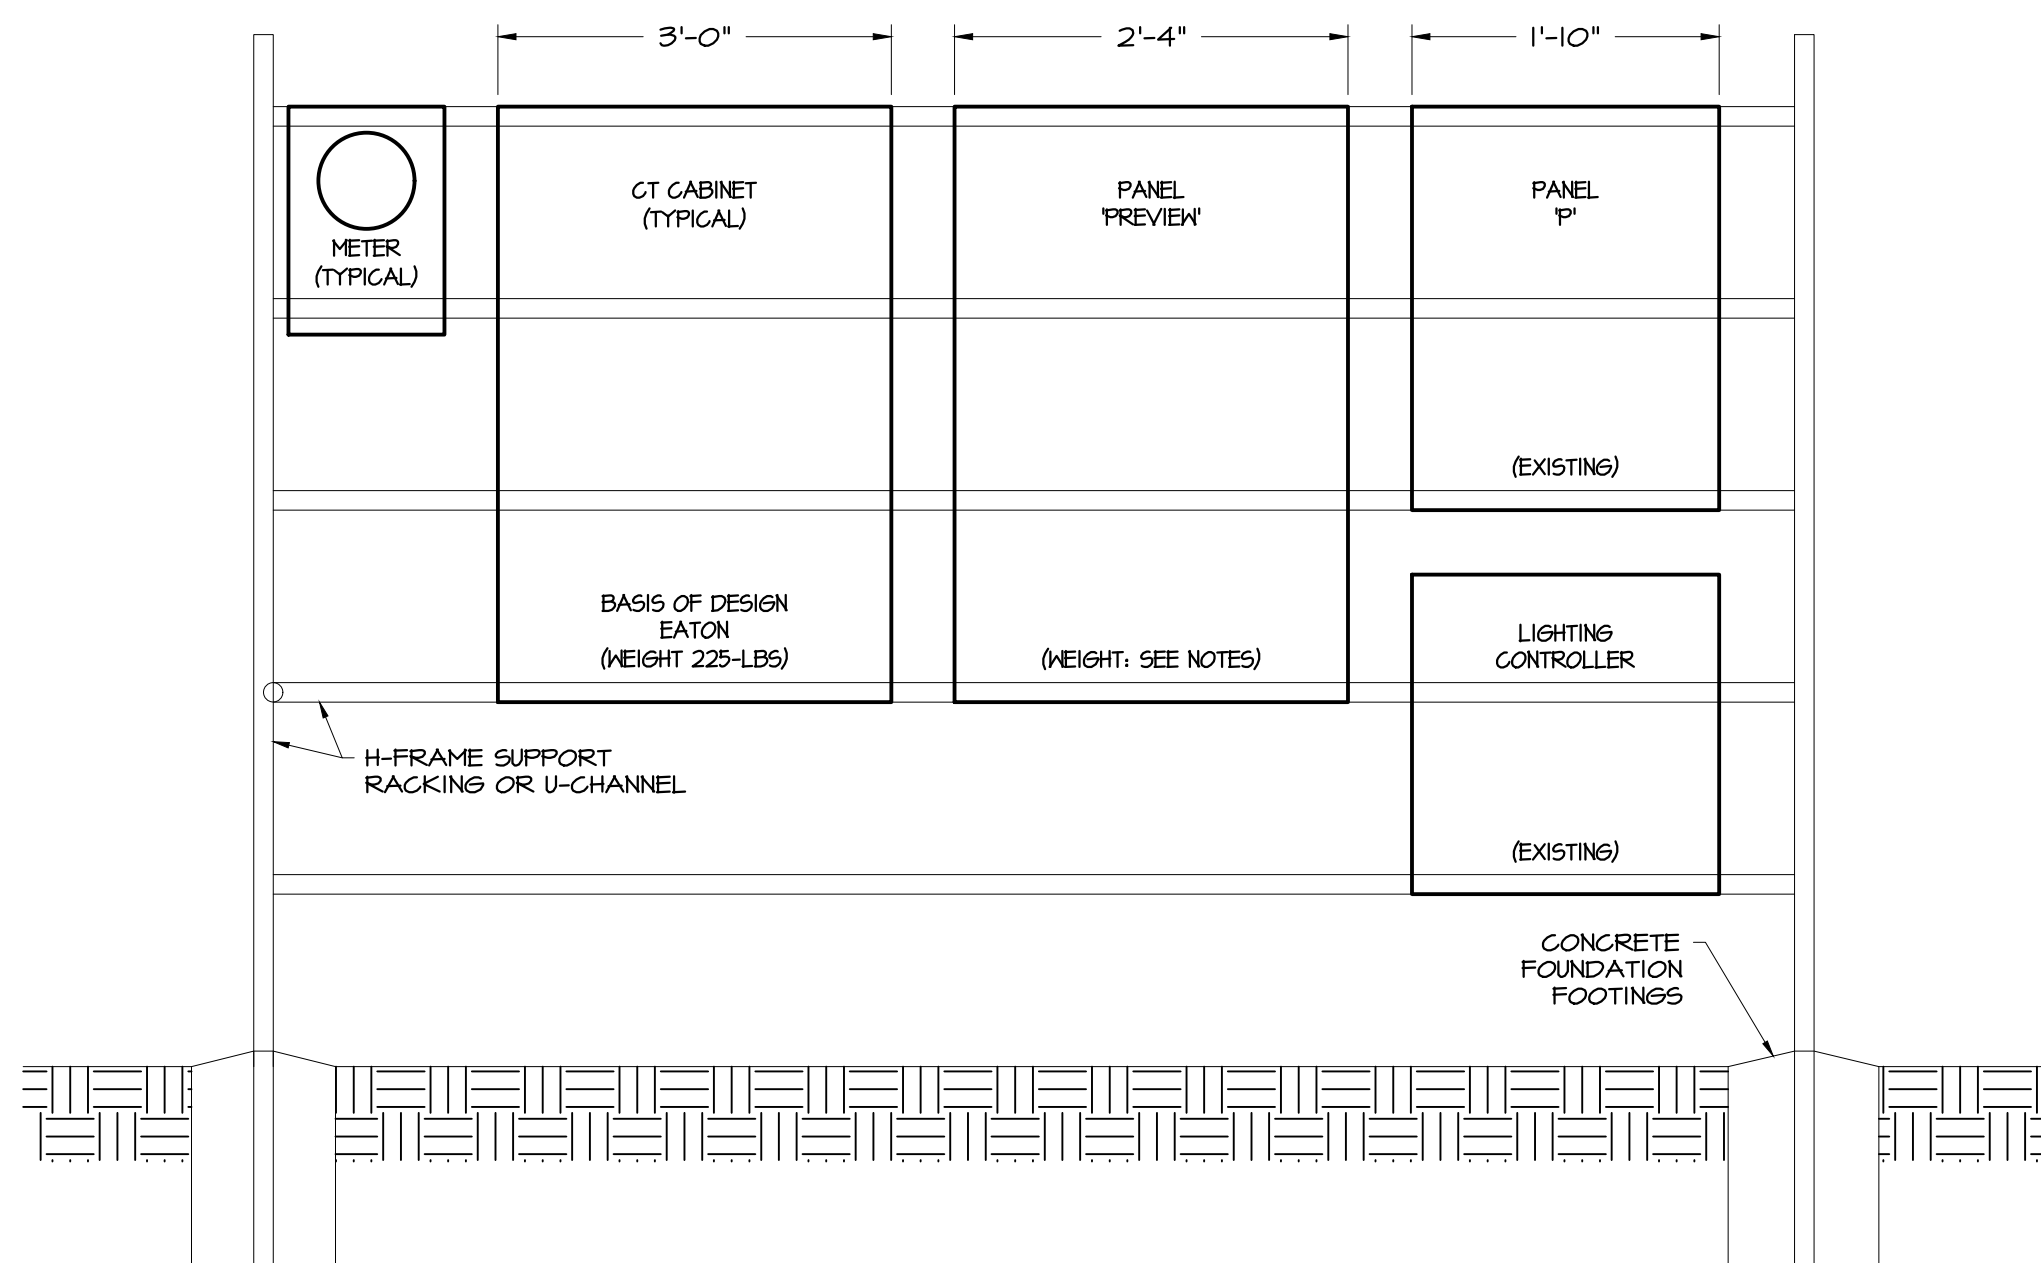 3'-0"
2'-4"
1'-10"
METER
(TYPICAL)
CT CABINET
(TYPICAL)
BASIS OF DESIGN
EATON
(WEIGHT 225-LBS)
PANEL
'PREVIEW'
(WEIGHT: SEE NOTES)
PANEL
'P'
(EXISTING)
LIGHTING
CONTROLLER
(EXISTING)
H-FRAME SUPPORT
RACKING OR U-CHANNEL
CONCRETE
FOUNDATION
FOOTINGS